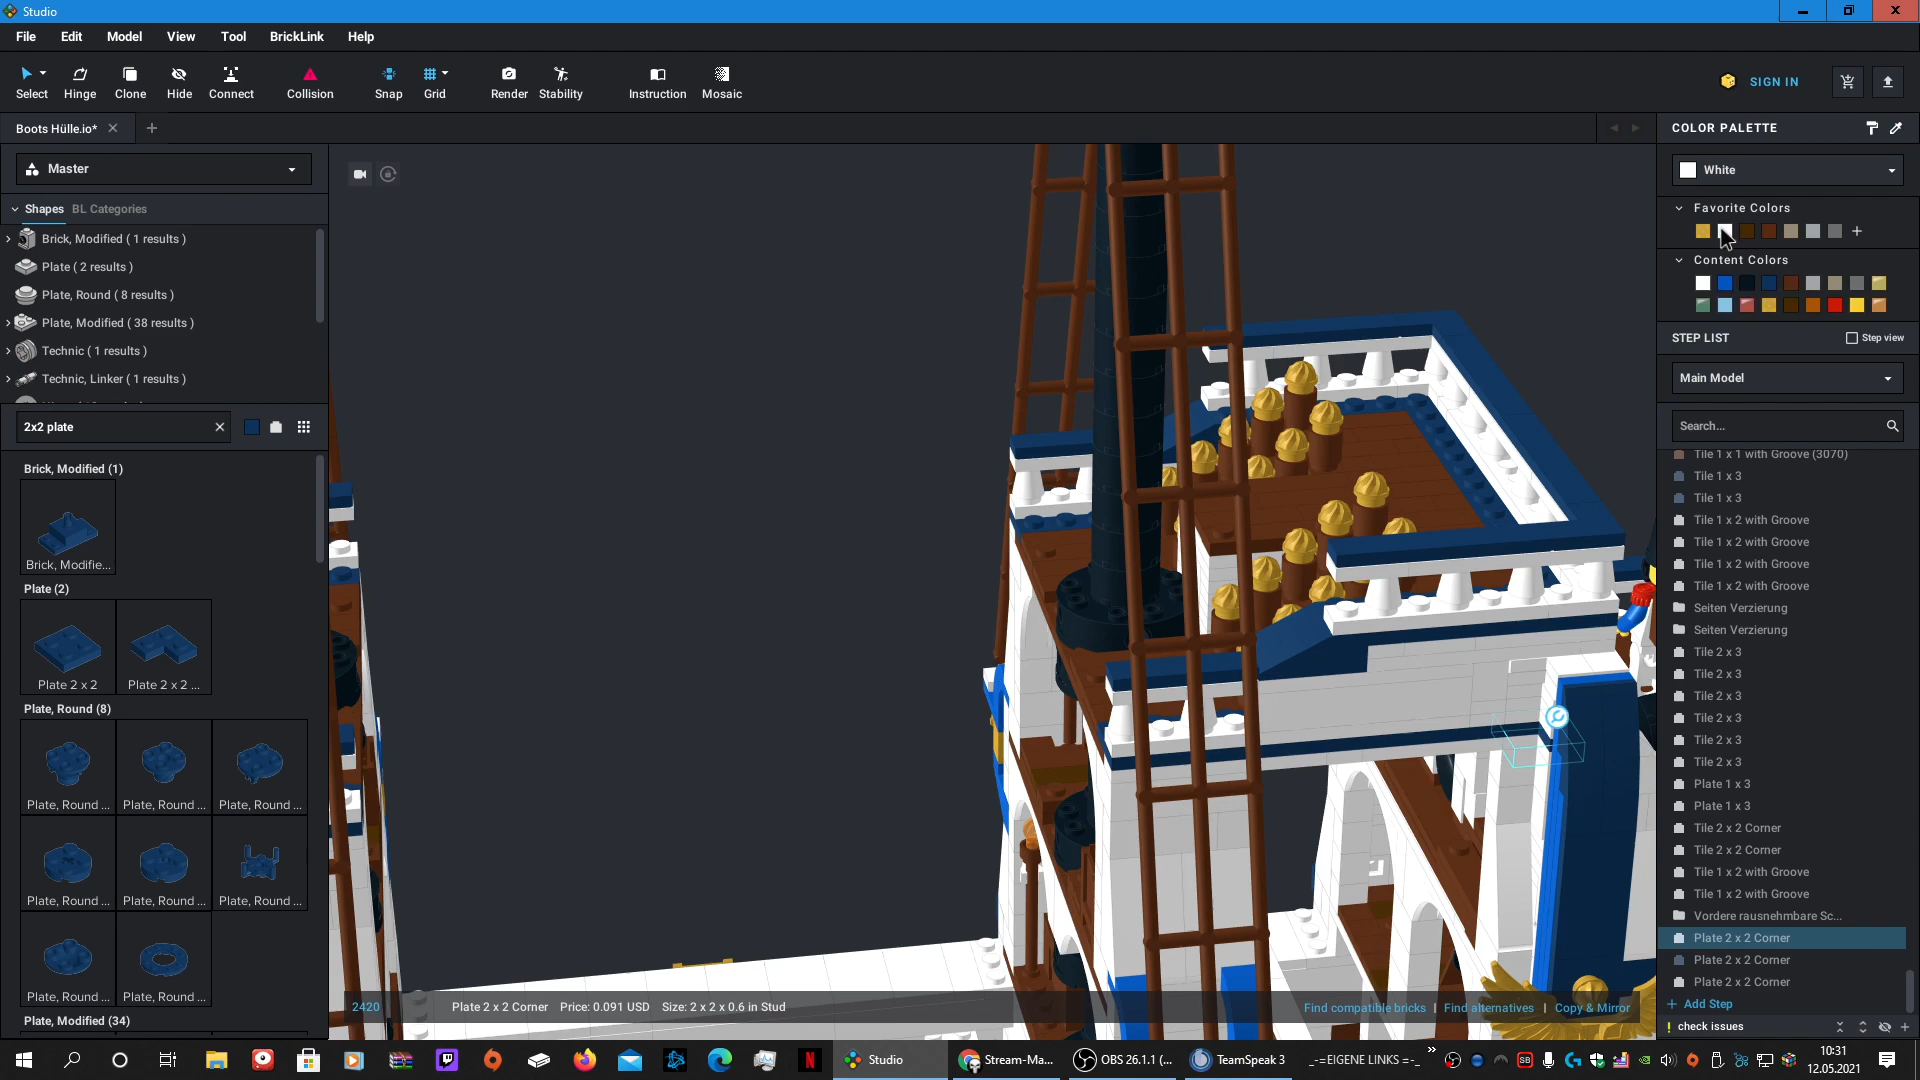 Studio
File Edit Model View Tool BrickLink Help
Select Hinge Clone Hide Connect Collision Snap Grid Render Stability Instruction Mosaic
SIGN IN
Boots Hülle.io*
COLOR PALETTE
Master
White
Shapes BL Categories
Favorite Colors
Brick, Modified ( 1 results )
Plate ( 2 results )
Content Colors
Plate, Round ( 8 results )
Plate, Modified ( 38 results )
STEP LIST
Step view
Technic ( 1 results )
Technic, Linker ( 1 results )
Main Model
2x2 plate
Search...
Tile 1 x 1 with Groove (3070)
Brick, Modified (1)
Tile 1 x 3
Tile 1 x 3
Tile 1 x 2 with Groove
Tile 1 x 2 with Groove
Brick, Modifie...
Tile 1 x 2 with Groove
Plate (2)
Tile 1 x 2 with Groove
Seiten Verzierung
Seiten Verzierung
Tile 2 x 3
Tile 2 x 3
Plate 2 x 2
Plate 2 x 2 ...
Tile 2 x 3
Plate, Round (8)
Tile 2 x 3
Tile 2 x 3
Tile 2 x 3
Plate 1 x 3
Plate, Round ...
Plate, Round ...
Plate, Round ...
Plate 1 x 3
Tile 2 x 2 Corner
Tile 2 x 2 Corner
Tile 1 x 2 with Groove
Plate, Round ...
Plate, Round ...
Plate, Round ...
Tile 1 x 2 with Groove
Vordere rausnehmbare Sc...
Plate 2 x 2 Corner
Plate 2 x 2 Corner
Plate 2 x 2 Corner
Plate, Round ...
Plate, Round ...
2420 Plate 2 x 2 Corner Price: 0.091 USD Size: 2 x 2 x 0.6 in Stud
Find compatible bricks | Find alternatives | Copy & Mirror
+ Add Step
Plate, Modified (34)
! check issues
Studio
Stream-Ma...
OBS 26.1.1 (...
TeamSpeak 3
_-=EIGENE LINKS =-_
10:31
12.05.2021